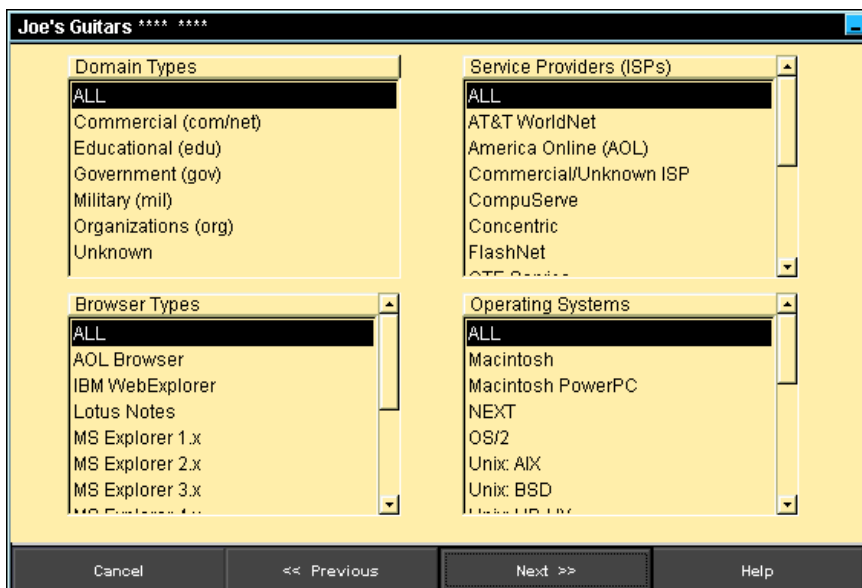 Joe's Guitars **** ****
Domain Types
ALL
Commercial (com/net)
Educational (edu)
Government (gov)
Military (mil)
Organizations (org)
Unknown
Service Providers (ISPs)
ALL
AT&T WorldNet
America Online (AOL)
Commercial/Unknown ISP
CompuServe
Concentric
FlashNet
Browser Types
ALL
AOL Browser
IBM WebExplorer
Lotus Notes
MS Explorer 1.x
MS Explorer 2.x
MS Explorer 3.x
Operating Systems
ALL
Macintosh
Macintosh PowerPC
NEXT
OS/2
Unix: AIX
Unix: BSD
Cancel
<< Previous
Next >>
Help